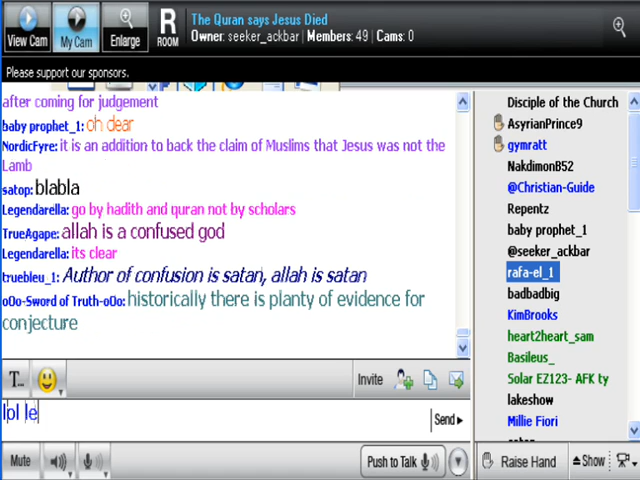 The Quran says Jesus Died
View Cam
My Cam
Enlarge
R
ROOM
Owner: seeker_ackbar | Members: 49 | Cams: 0
Please support our sponsors.
after coming for judgement
baby prophet_1: oh dear
NordicFyre: it is an addition to back the claim of Muslims that Jesus was not the
Lamb
satop: blabla
Legendarella: go by hadith and quran not by scholars
TrueAgape: allah is a confused god
Legendarella: its clear
truebleu_1: Author of confusion is satan, allah is satan
oOo-Sword of Truth-oOo: historically there is planty of evidence for
conjecture
T...
Invite
lol le
Send
Mute
Push to Talk
Disciple of the Church
AsyrianPrince9
gymratt
NakdimonB52
@Christian-Guide
Repentz
baby prophet_1
@seeker_ackbar
rafa-el_1
badbadbig
KimBrooks
heart2heart_sam
Basileus_
Solar EZ123- AFK ty
lakeshow
Millie Fiori
Raise Hand
Show